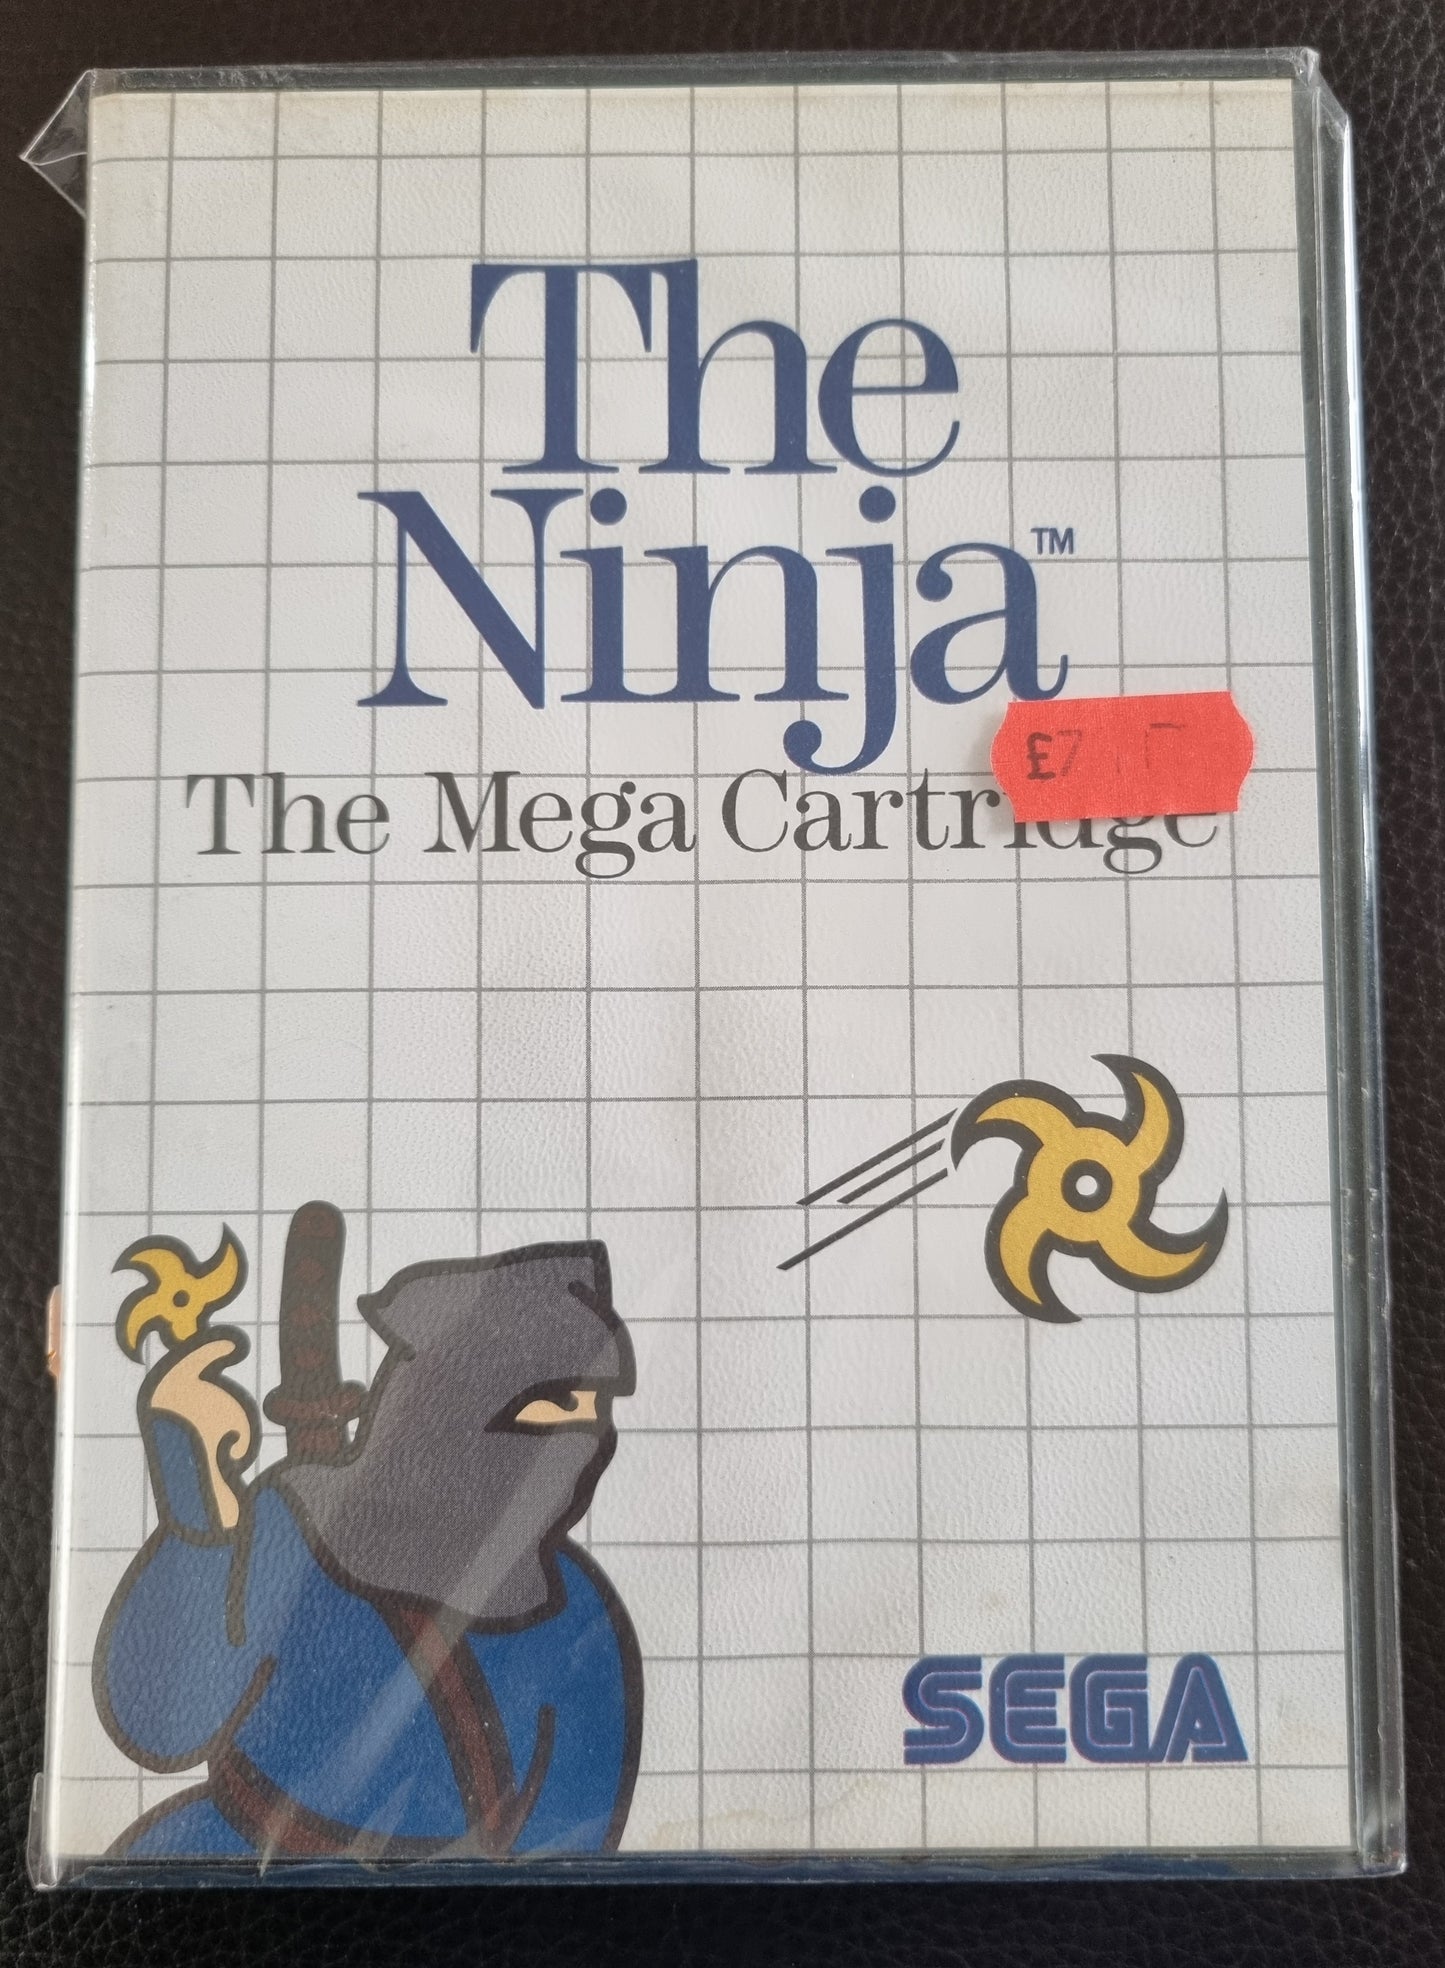 The
Ninja™
£7
The Mega Cartridge
SEGA